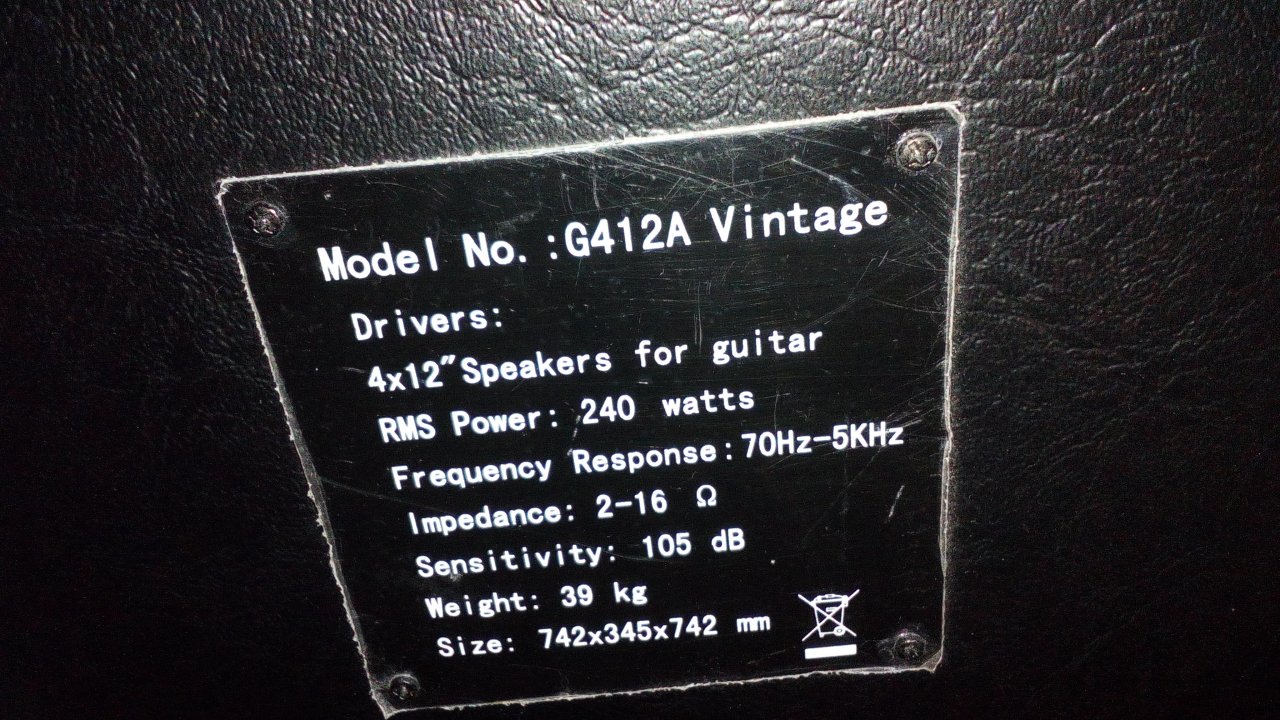 Model No.:G412A Vintage
Drivers:
4x12"Speakers for guitar
RMS Power: 240 watts
Frequency Response:70Hz-5KHz
Impedance: 2-16 Ω
Sensitivity: 105 dB
Weight: 39 kg
Size: 742x345x742 mm